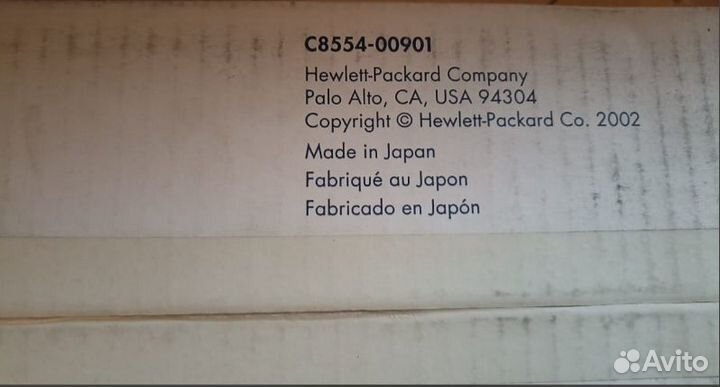 C8554-00901
Hewlett-Packard Company
Palo Alto, CA, USA 94304
Copyright © Hewlett-Packard Co. 2002
Made in Japan
Fabriqué au Japon
Fabricado en Japón
Avito